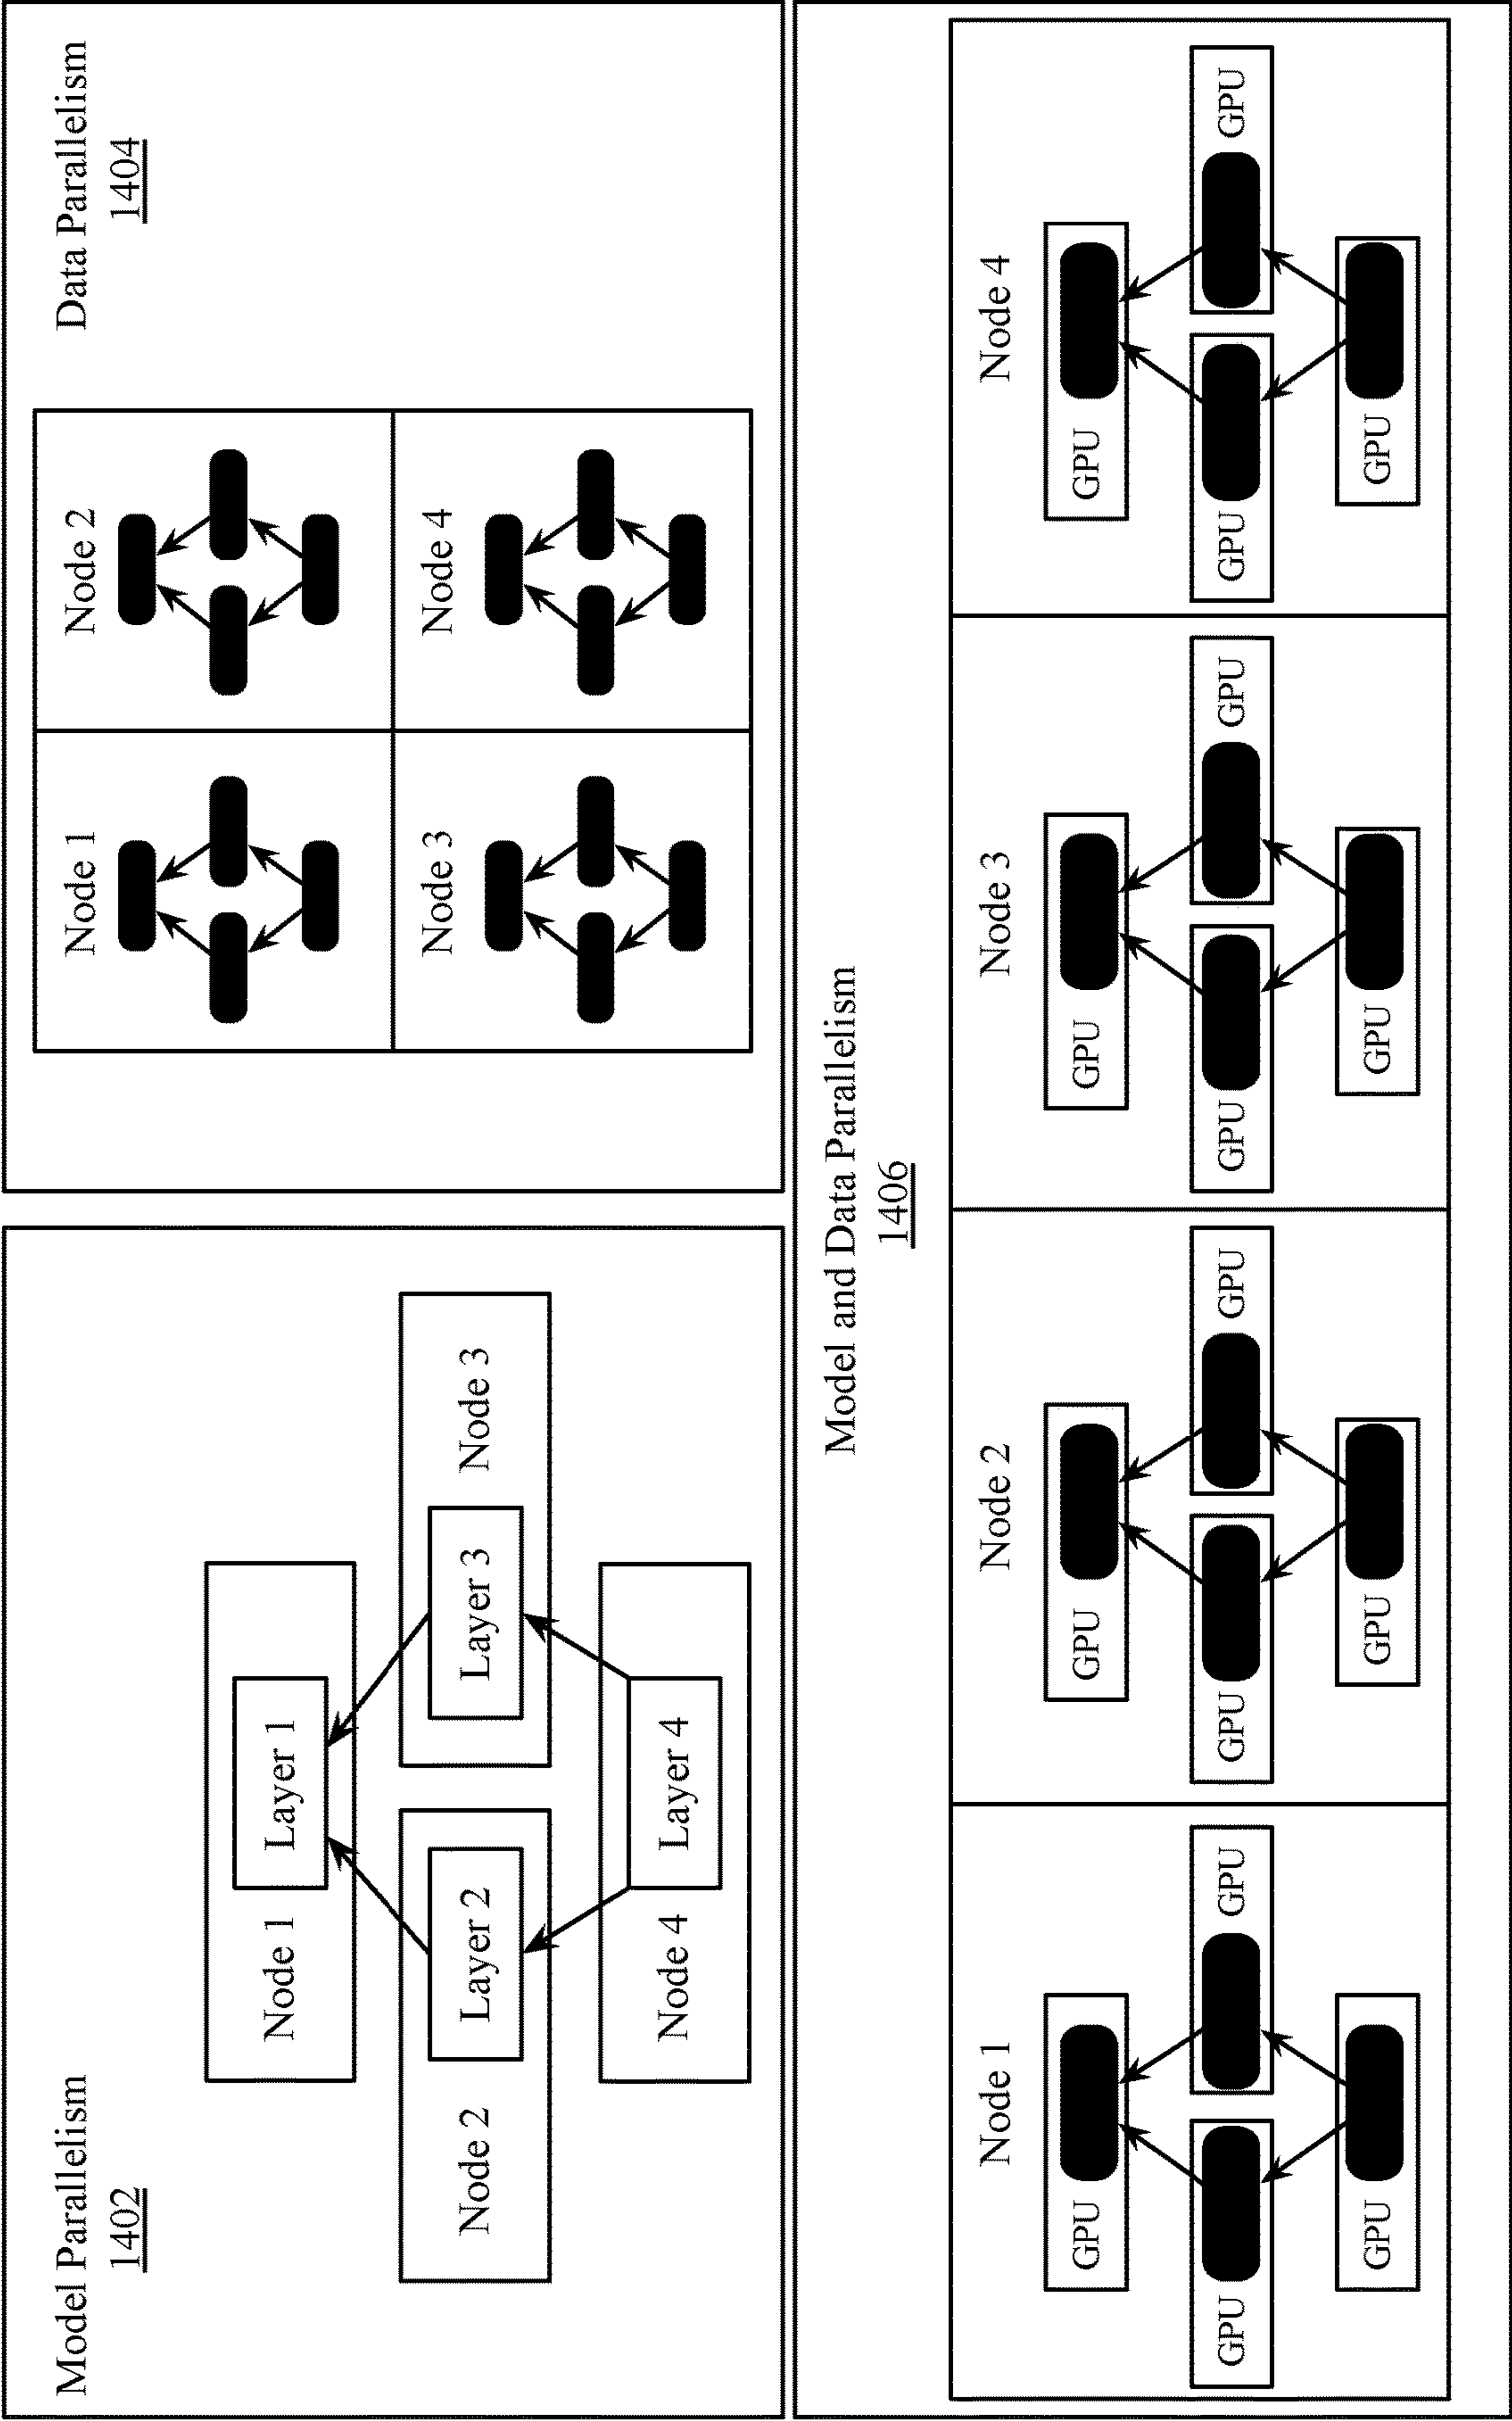 Model Parallelism
1402
Node 1
Layer 1
Node 2
Layer 2
Layer 3
Node 3
Node 4
Layer 4
Data Parallelism
1404
Node 1
Node 2
Node 3
Node 4
Model and Data Parallelism
1406
Node 1
GPU
GPU
GPU
GPU
Node 2
GPU
GPU
GPU
GPU
Node 3
GPU
GPU
GPU
GPU
Node 4
GPU
GPU
GPU
GPU